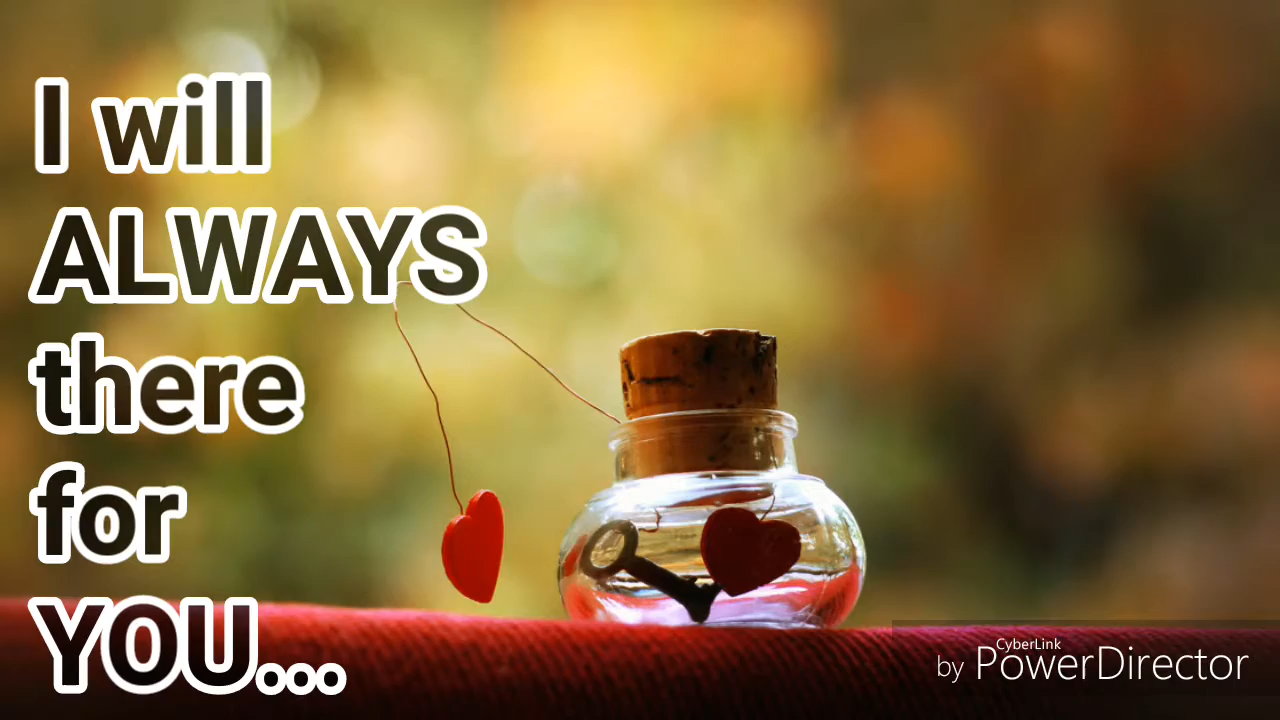 I will
ALWAYS
there
for
YOU...
CyberLink
by PowerDirector